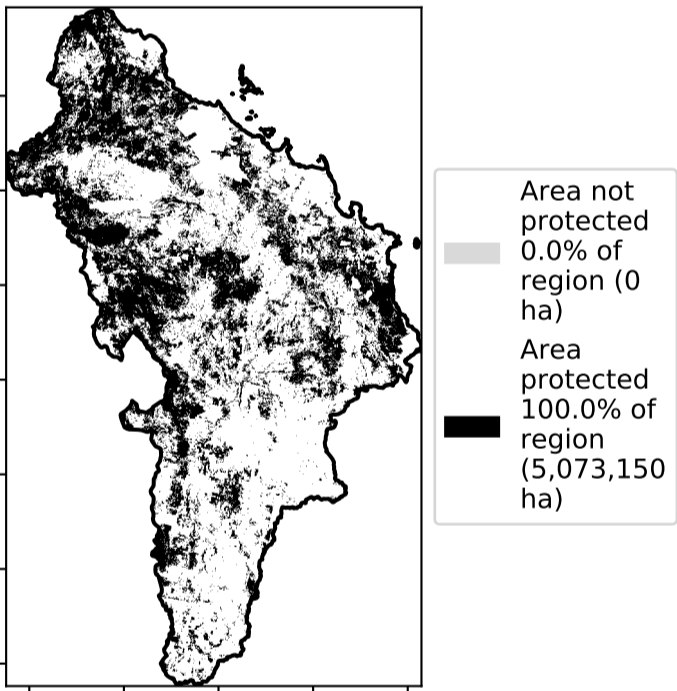 Area not
protected
0.0% of
region (0
ha)
Area
protected
100.0% of
region
(5,073,150
ha)